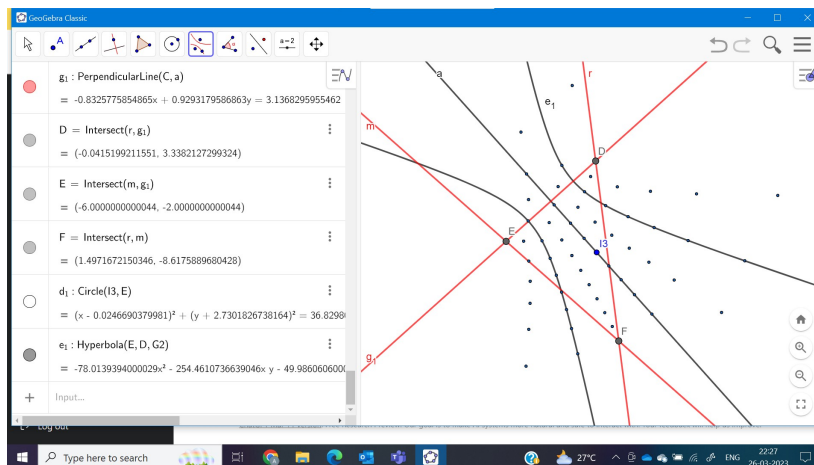 GeoGebra Classic
A
a=2
g₁ : PerpendicularLine(C, a)
= -0.8325775854865x + 0.9293179586863y = 3.1368295955462
D = Intersect(r, g₁)
= (-0.0415199211551, 3.3382127299324)
E = Intersect(m, g₁)
= (-6.0000000000044, -2.0000000000044)
F = Intersect(r, m)
= (1.4971672150346, -8.6175889680428)
d₁ : Circle(I3, E)
= (x - 0.0246690379981)² + (y + 2.7301826738164)² = 36.8298
e₁ : Hyperbola(E, D, G2)
= -78.0139394000029x² - 254.4610736639046x y - 49.986060600
Input...
a
e₁
r
m
D
I3
E
F
g₁
Log out
Type here to search
27°C
ENG
22:27
26-03-2023